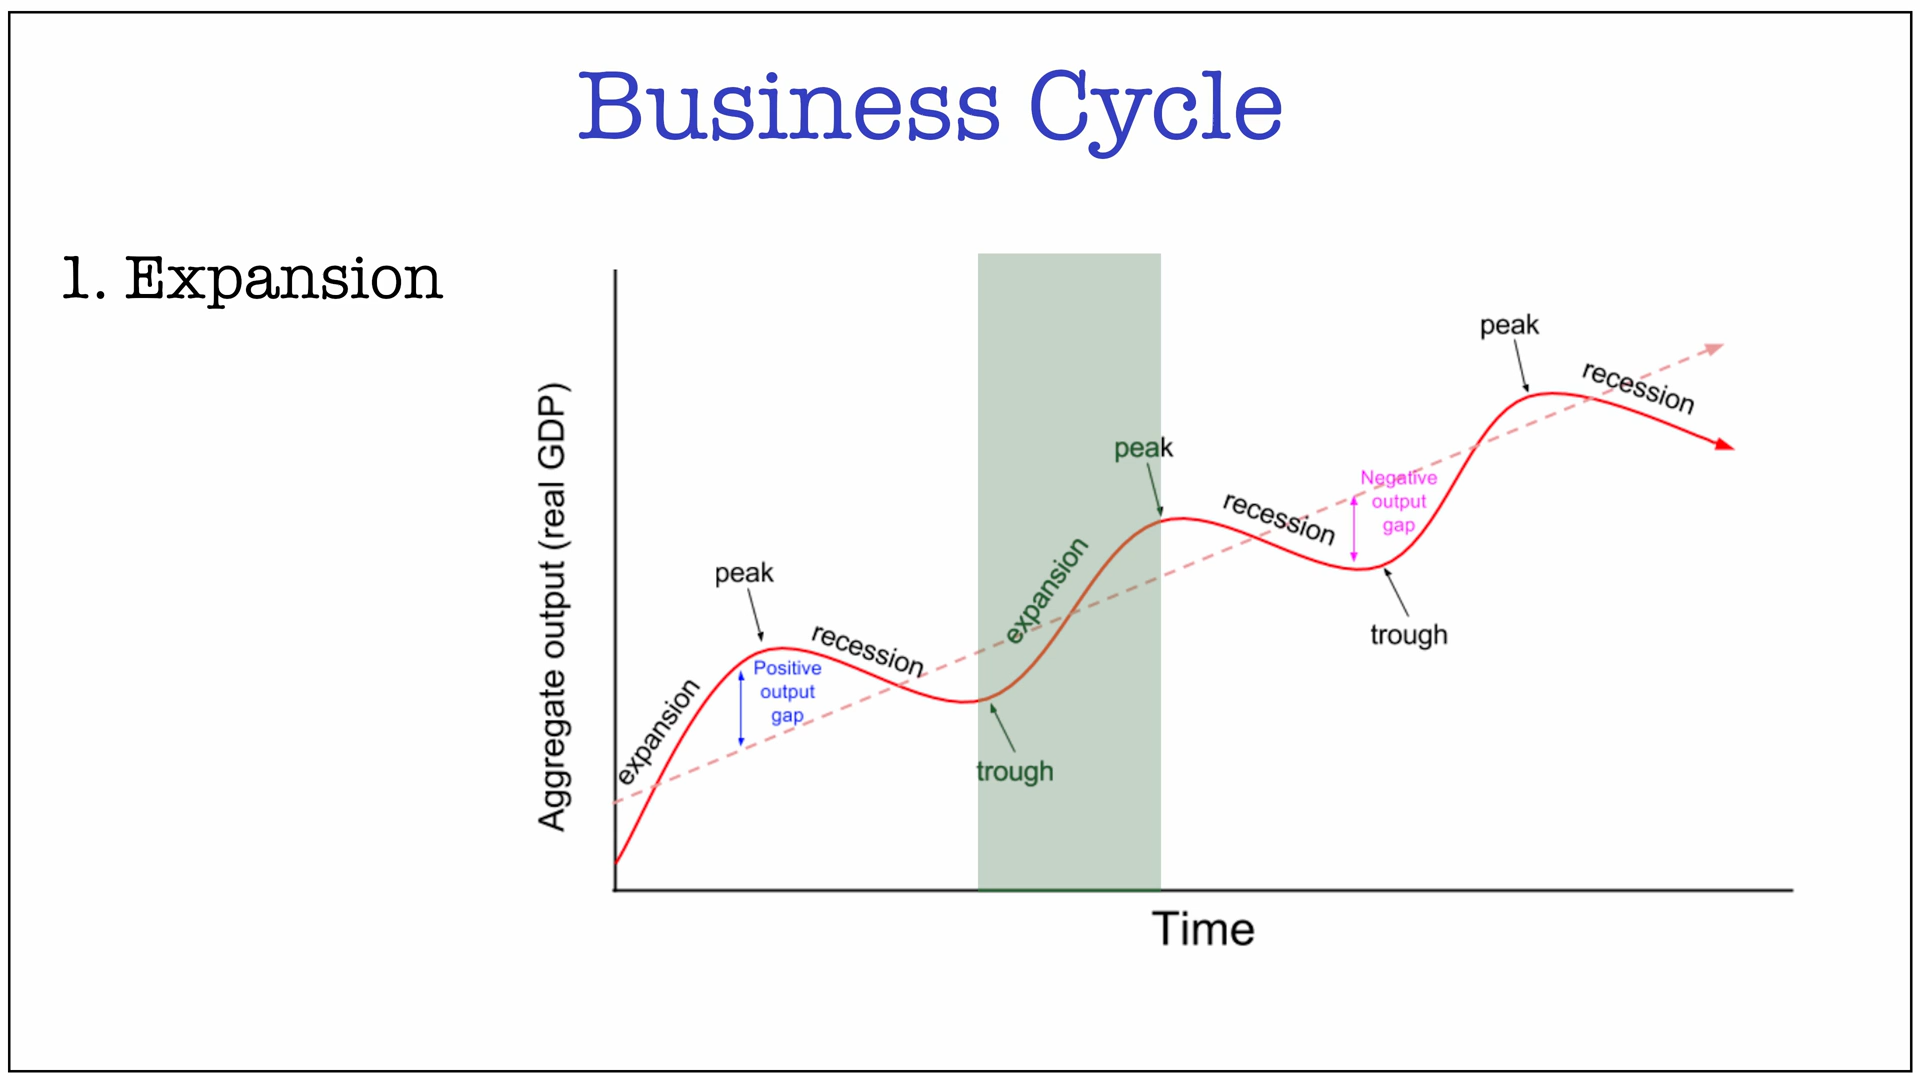 Business Cycle
1. Expansion
Aggregate output (real GDP)
peak
recession
peak
Negative
output
gap
recession
expansion
peak
trough
recession
Positive
output
gap
expansion
trough
Time